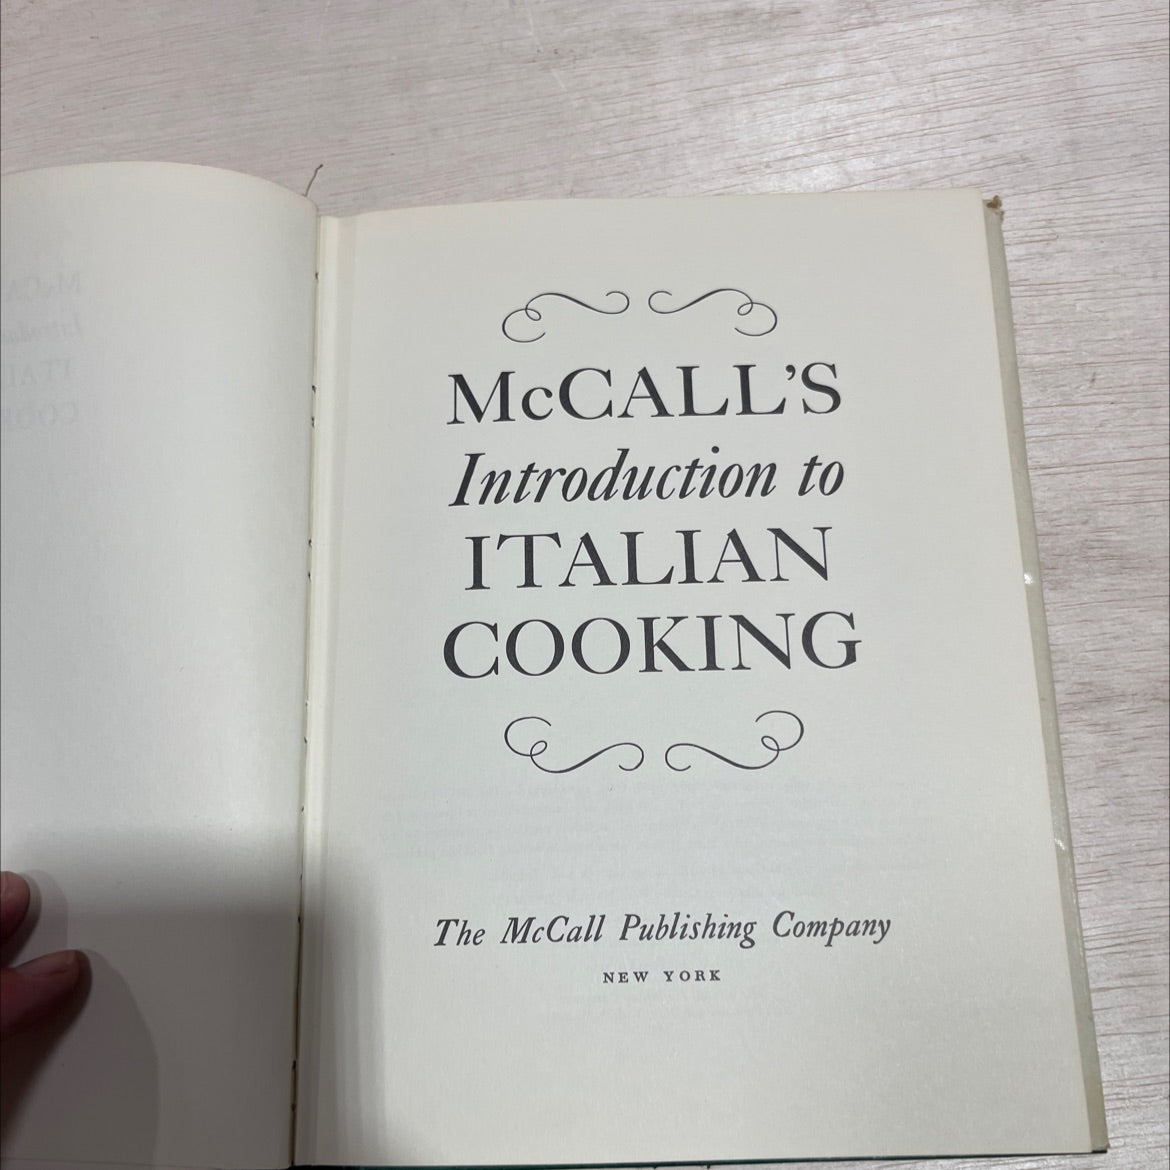 McCALL'S
Introduction to
ITALIAN
COOKING
The McCall Publishing Company
NEW YORK